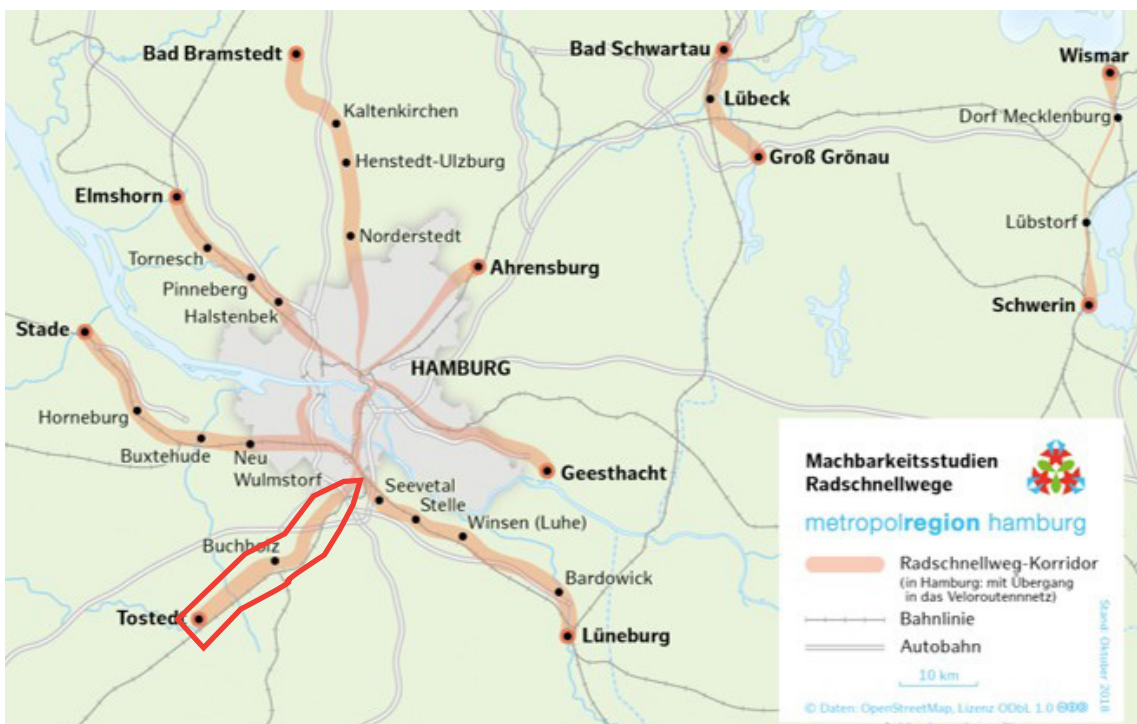 Bad Bramstedt
Bad Schwartau
Wismar
Kaltenkirchen
Lübeck
Dorf Mecklenburg
Henstedt-Ulzburg
Groß Grönau
Elmshorn
Norderstedt
Lübstorf
Tornesch
Ahrensburg
Pinneberg
Halstenbek
Schwerin
Stade
HAMBURG
Horneburg
Buxtehude
Neu
Wulmstorf
Geesthacht
Seevetal
Stelle
Winsen (Luhe)
Buchholz
Bardowick
Tostedt
Lüneburg
Machbarkeitsstudien
Radschnellwege
metropolregion hamburg
Radschnellweg-Korridor
(in Hamburg: mit Übergang
in das Veloroutennnetz)
Bahnlinie
Autobahn
10 km
Stand: Oktober 2018
© Daten: OpenStreetMap, Lizenz ODbL 1.0